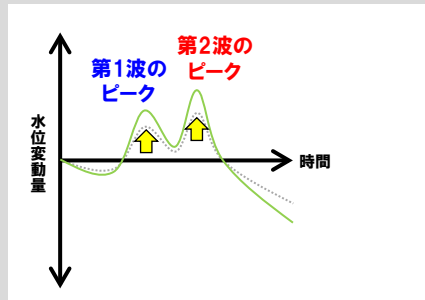 第2波の
ピーク
第1波の
ピーク
水位変動量
時間